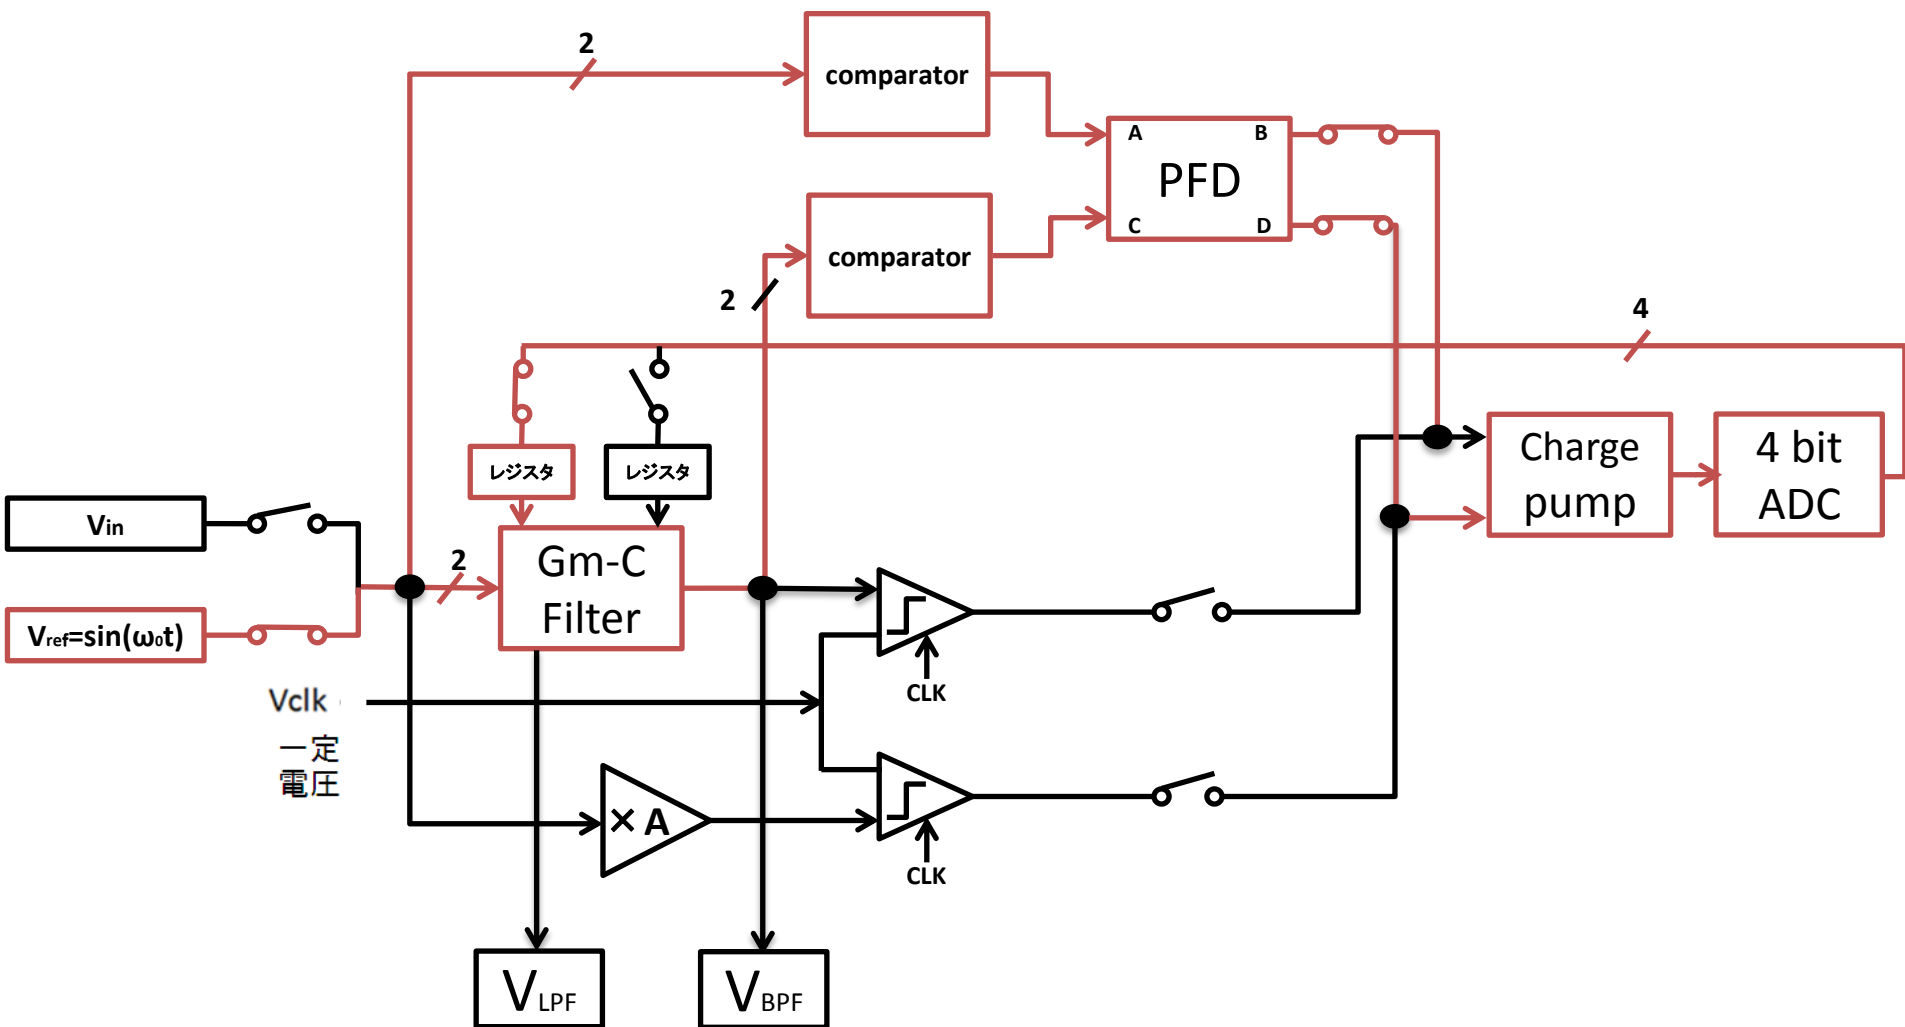 2
comparator
A
B
PFD
C
D
comparator
2
4
レジスタ
レジスタ
Charge
pump
4 bit
ADC
Vin
2
Gm-C
Filter
Vref=sin(ω₀t)
CLK
Vclk
一定
電圧
× A
CLK
VLPF
VBPF